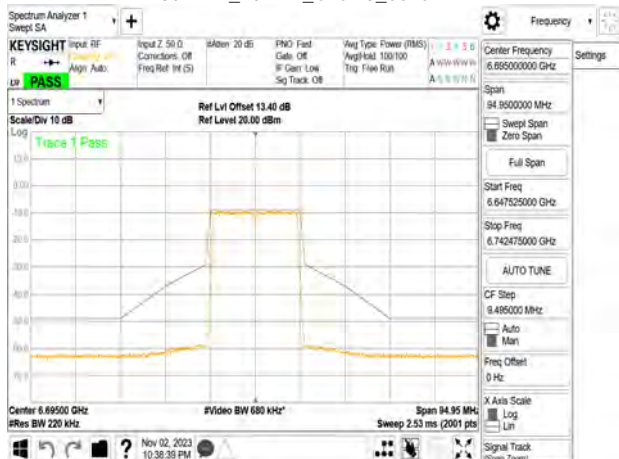 Spectrum Analyzer 1
Swept SA
+
Frequency
KEYSIGHT
Input: RF
Align: Auto
Input Z: 50 Ω
Corrections: Off
Freq Ref: Int (S)
#Atten: 20 dB
PNO: Fast
Gate: Off
IF Gain: Low
Sig Track: Off
Avg Type: Power (RMS)
Avg|Hold: 100/100
Trig: Free Run
PASS
Center Frequency
6.695000000 GHz
Settings
Span
94.9500000 MHz
Swept Span
Zero Span
Full Span
Start Freq
6.647525000 GHz
Stop Freq
6.742475000 GHz
AUTO TUNE
CF Step
9.495000 MHz
Auto
Man
Freq Offset
0 Hz
X Axis Scale
Log
Lin
Signal Track
1 Spectrum
Scale/Div 10 dB
Ref Lvl Offset 13.40 dB
Ref Level 20.00 dBm
Log
Trace 1 Pass
Center 6.69500 GHz
#Res BW 220 kHz
#Video BW 680 kHz*
Span 94.95 MHz
Sweep 2.53 ms (2001 pts
?
Nov 02, 2023
10:38:39 PM